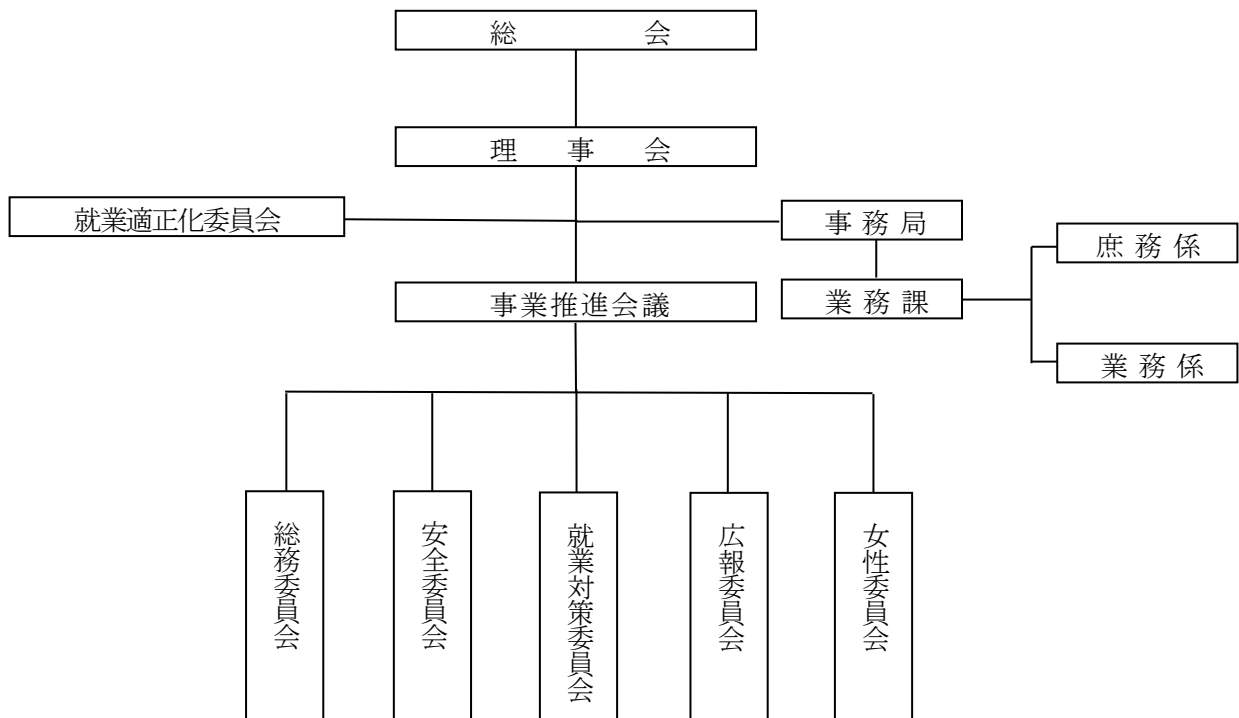 総会
理事会
就業適正化委員会
事務局
庶務係
事業推進会議
業務課
業務係
総務委員会
安全委員会
就業対策委員会
広報委員会
女性委員会